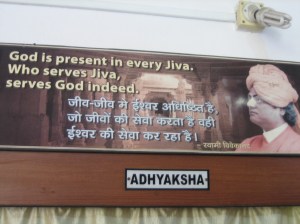 God is present in every Jiva.
Who serves Jiva,
serves God indeed.
जीव-जीव में ईश्वर अधिष्ठित है,
जो जीवों की सेवा करता है वही
ईश्वर की सेवा कर रहा है।
- स्वामी विवेकानंद
ADHYAKSHA